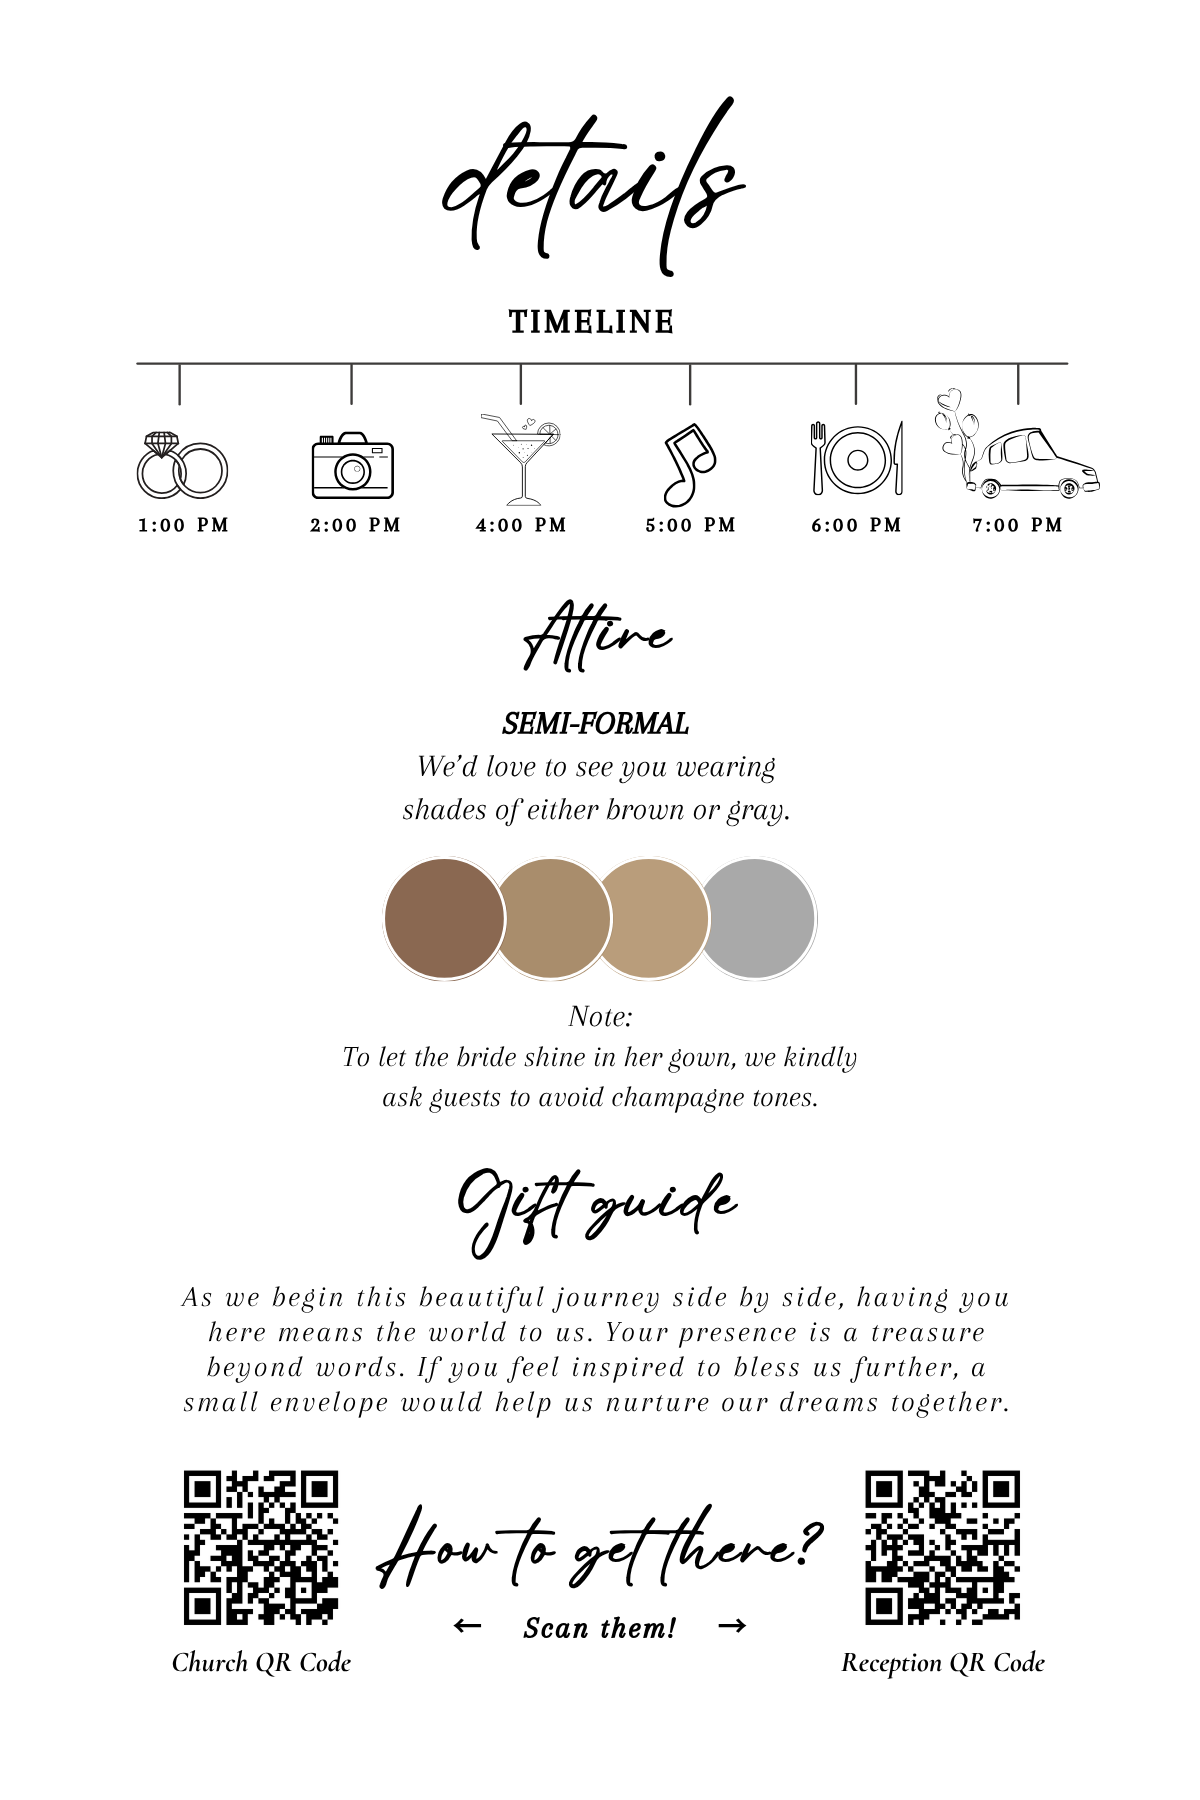 details
TIMELINE
1:00 PM 2:00 PM 4:00 PM 5:00 PM 6:00 PM 7:00 PM
Attire
SEMI-FORMAL
We’d love to see you wearing
shades of either brown or gray.
Note:
To let the bride shine in her gown, we kindly
ask guests to avoid champagne tones.
Gift guide
As we begin this beautiful journey side by side, having you
here means the world to us. Your presence is a treasure
beyond words. If you feel inspired to bless us further, a
small envelope would help us nurture our dreams together.
How to get there?
← Scan them! →
Church QR Code
Reception QR Code